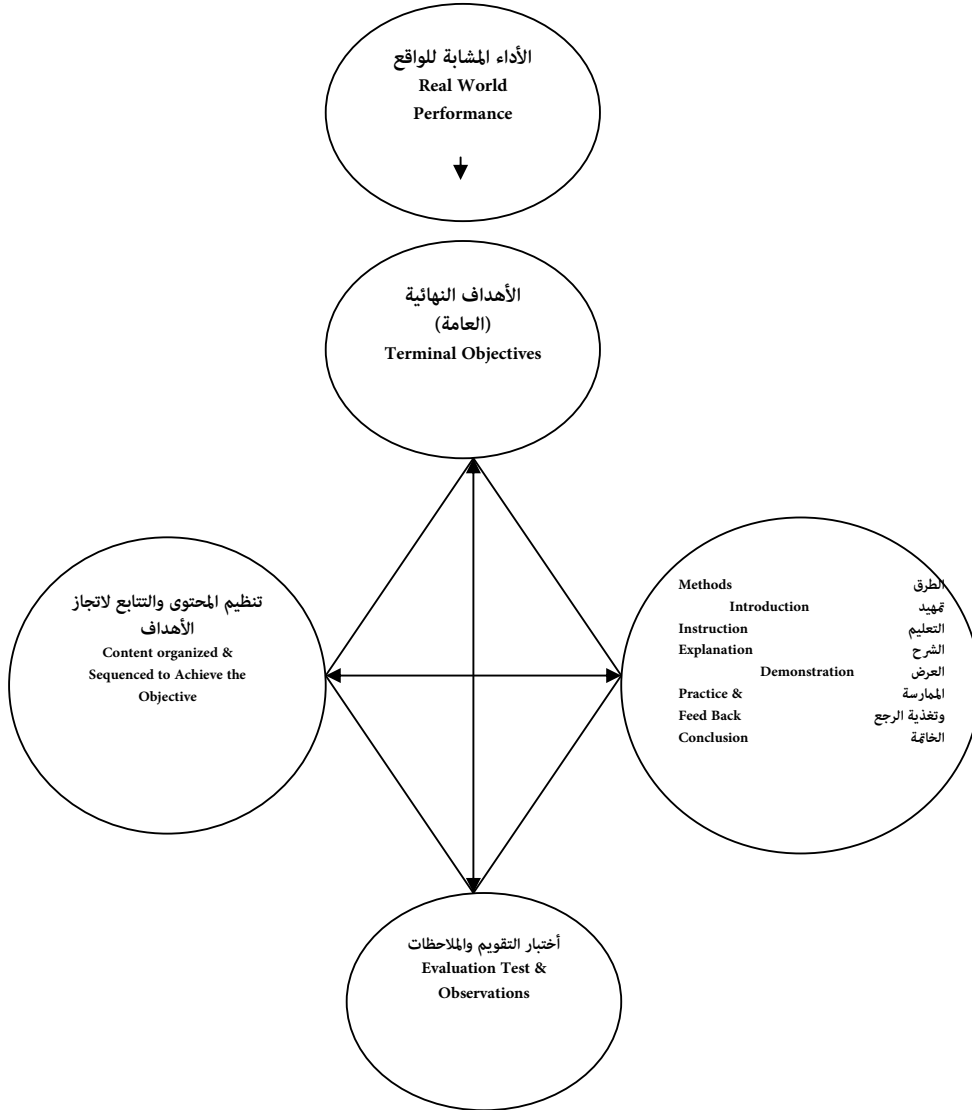 الأداء المشابة للواقع
Real World
Performance
الأهداف النهائية
(العامة)
Terminal Objectives
تنظيم المحتوى والتتابع لاتجاز
الأهداف
Content organized &
Sequenced to Achieve the
Objective
الطرق Methods
تمهيد Introduction
التعليم Instruction
الشرح Explanation
العرض Demonstration
الممارسة Practice &
وتغذية الرجع Feed Back
الخاتمة Conclusion
أختبار التقويم والملاحظات
Evaluation Test &
Observations